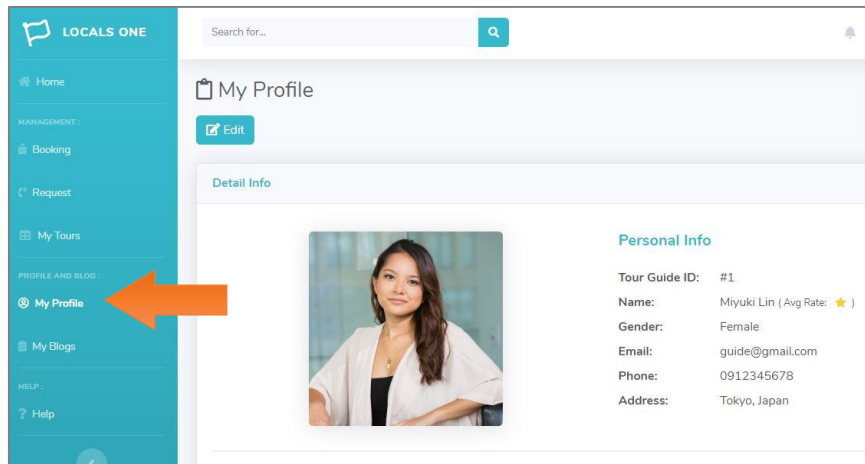 LOCALS ONE
Search for...
Home
MANAGEMENT :
Booking
Request
My Tours
PROFILE AND BLOG :
My Profile
My Blogs
HELP :
? Help
My Profile
Edit
Detail Info
Personal Info
Tour Guide ID: #1
Name: Miyuki Lin ( Avg Rate: ⭐ )
Gender: Female
Email: guide@gmail.com
Phone: 0912345678
Address: Tokyo, Japan